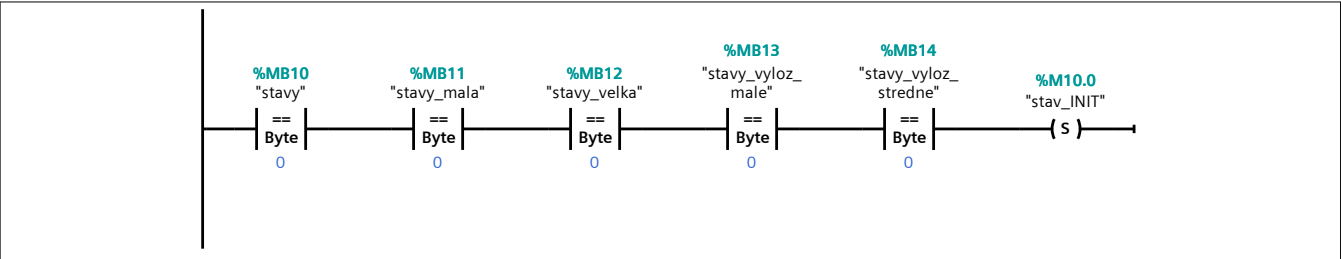 %MB10
"stavy"
==
Byte
0
%MB11
"stavy_mala"
==
Byte
0
%MB12
"stavy_velka"
==
Byte
0
%MB13
"stavy_vyloz_
male"
==
Byte
0
%MB14
"stavy_vyloz_
stredne"
==
Byte
0
%M10.0
"stav_INIT"
S